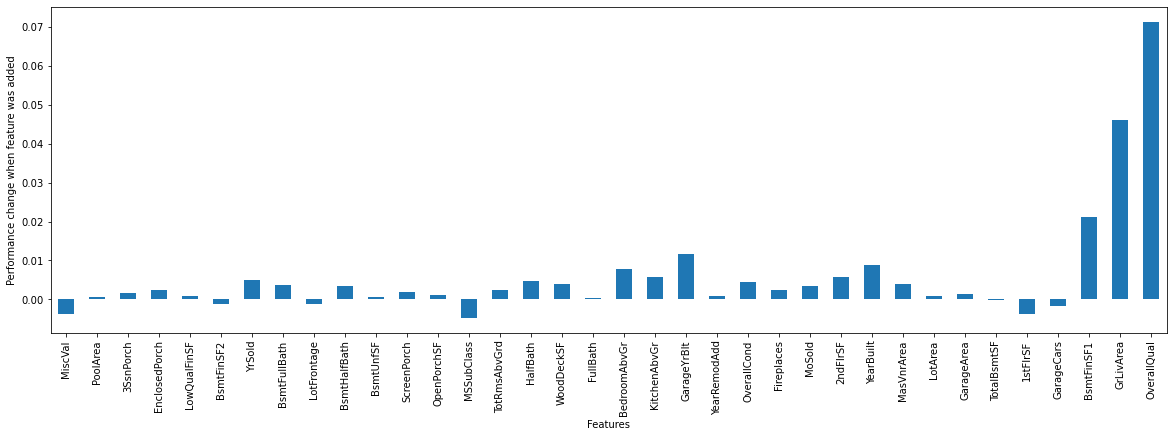 Performance change when feature was added
0.07
0.06
0.05
0.04
0.03
0.02
0.01
0.00
MiscVal
PoolArea
3SsnPorch
EnclosedPorch
LowQualFinSF
BsmtFinSF2
YrSold
BsmtFullBath
LotFrontage
BsmtHalfBath
BsmtUnfSF
ScreenPorch
OpenPorchSF
MSSubClass
TotRmsAbvGrd
HalfBath
WoodDeckSF
FullBath
BedroomAbvGr
KitchenAbvGr
GarageYrBlt
YearRemodAdd
OverallCond
Fireplaces
MoSold
2ndFlrSF
YearBuilt
MasVnrArea
LotArea
GarageArea
TotalBsmtSF
1stFlrSF
GarageCars
BsmtFinSF1
GrLivArea
OverallQual
Features